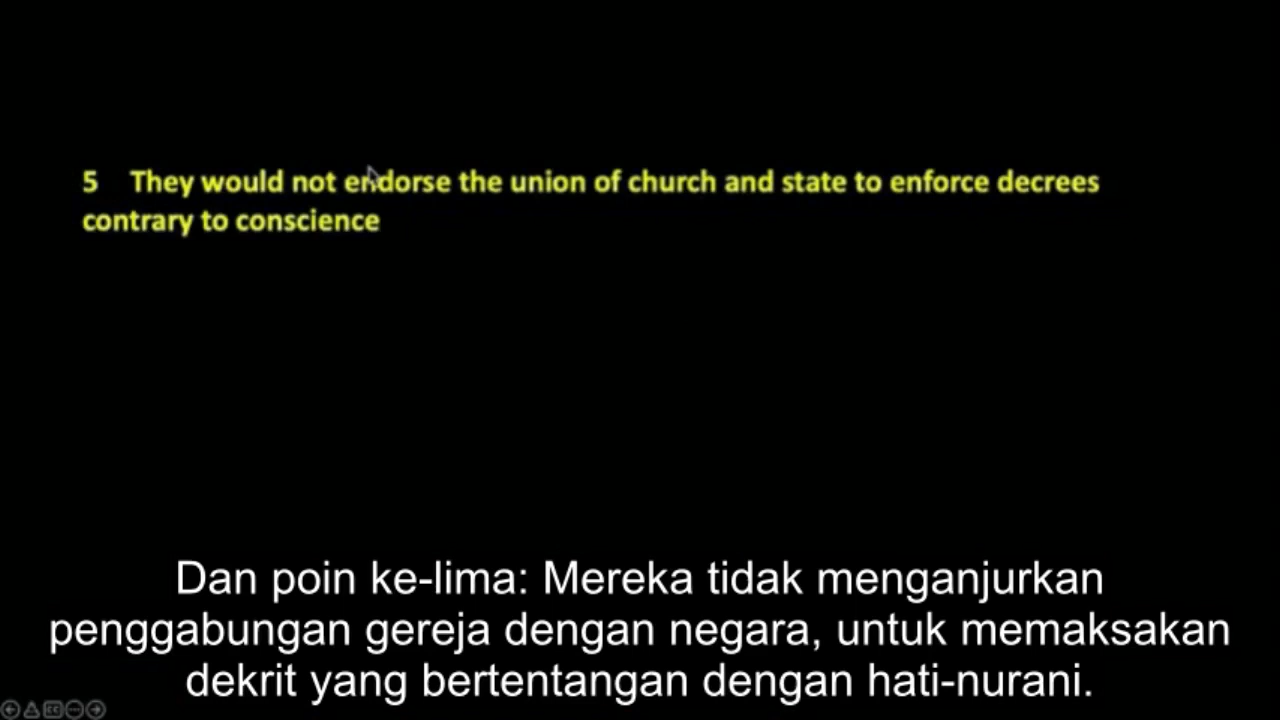 5 They would not endorse the union of church and state to enforce decrees
contrary to conscience
Dan poin ke-lima: Mereka tidak menganjurkan
penggabungan gereja dengan negara, untuk memaksakan
dekrit yang bertentangan dengan hati-nurani.